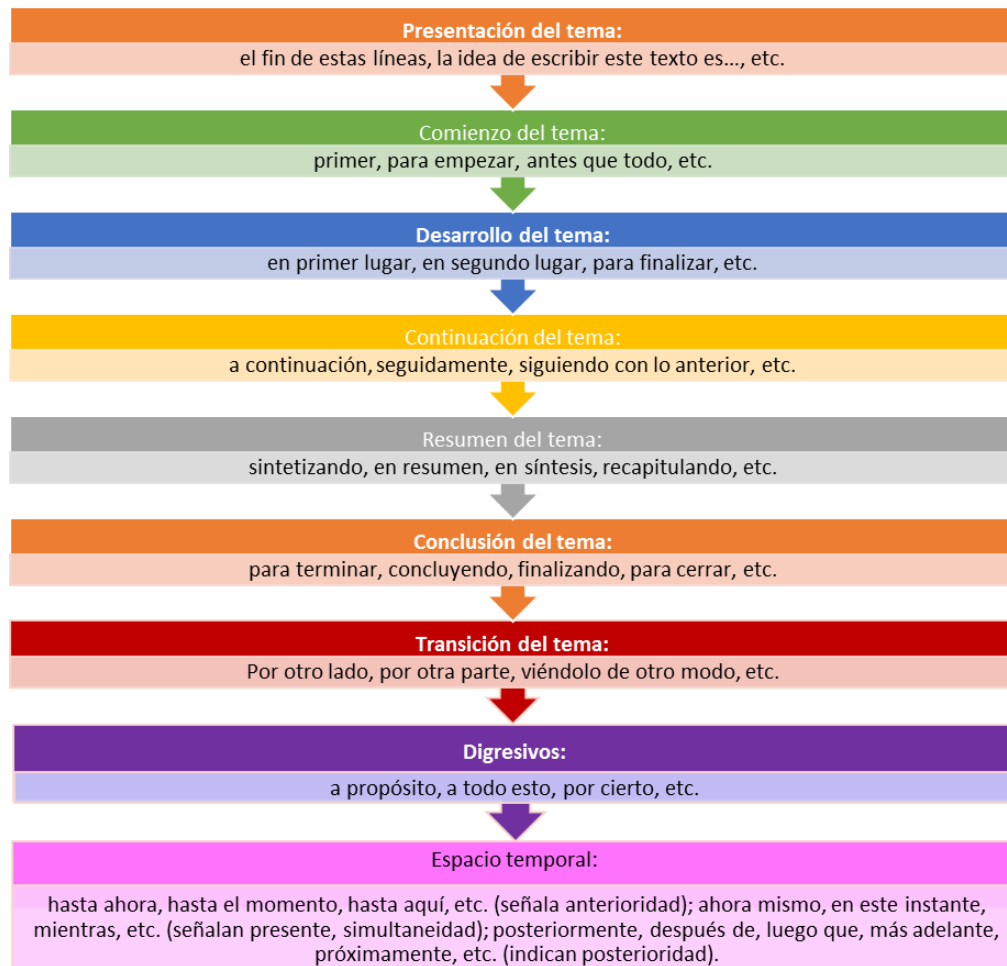 Presentación del tema:
el fin de estas líneas, la idea de escribir este texto es..., etc.
Comienzo del tema:
primer, para empezar, antes que todo, etc.
Desarrollo del tema:
en primer lugar, en segundo lugar, para finalizar, etc.
Continuación del tema:
a continuación, seguidamente, siguiendo con lo anterior, etc.
Resumen del tema:
sintetizando, en resumen, en síntesis, recapitulando, etc.
Conclusión del tema:
para terminar, concluyendo, finalizando, para cerrar, etc.
Transición del tema:
Por otro lado, por otra parte, viéndolo de otro modo, etc.
Digresivos:
a propósito, a todo esto, por cierto, etc.
Espacio temporal:
hasta ahora, hasta el momento, hasta aquí, etc. (señala anterioridad); ahora mismo, en este instante,
mientras, etc. (señalan presente, simultaneidad); posteriormente, después de, luego que, más adelante,
próximamente, etc. (indican posterioridad).